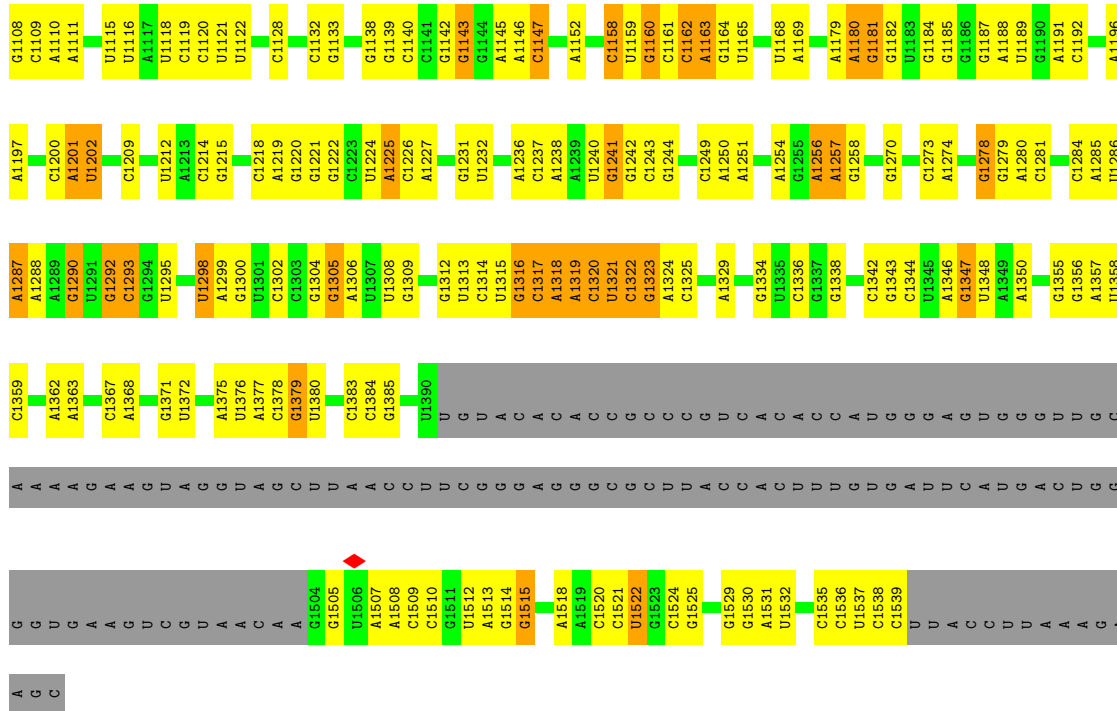 G1108 C1109 A1110 A1111 U1115 U1116 A1117 U1118 C1119 C1120 U1121 U1122 C1128 C1132 G1133 G1138 G1139 C1140 C1141 G1142 G1143 G1144 A1145 A1146 C1147 A1152 C1158 U1159 G1160 C1161 C1162 A1163 G1164 U1165 U1168 A1169 A1179 A1180 G1181 G1182 U1183 G1184 G1185 G1186 G1187 A1188 U1189 G1190 A1191 C1192 A1196
A1197 C1200 A1201 U1202 C1209 U1212 A1213 C1214 G1215 C1218 A1219 G1220 G1221 G1222 C1223 U1224 A1225 C1226 A1227 G1231 U1232 A1236 C1237 A1238 A1239 U1240 G1241 G1242 C1243 G1244 C1249 A1250 A1251 A1254 G1255 A1256 A1257 G1258 G1270 C1273 A1274 G1278 G1279 A1280 C1281 C1284 A1285 U1286
A1287 A1288 A1289 G1290 U1291 G1292 C1293 G1294 U1295 U1298 A1299 G1300 U1301 C1302 C1303 G1304 G1305 A1306 U1307 U1308 G1309 G1312 U1313 C1314 U1315 G1316 C1317 A1318 A1319 C1320 U1321 C1322 G1323 A1324 C1325 A1329 G1334 U1335 C1336 G1337 G1338 C1342 G1343 C1344 U1345 A1346 G1347 U1348 A1349 A1350 G1355 G1356 A1357 U1358
C1359 A1362 A1363 C1367 A1368 G1371 U1372 A1375 U1376 A1377 C1378 G1379 U1380 C1383 C1384 G1385 U1390 U G U A C A C A C C G C C C G U C A C A C C A U G G G A G U G G G U U G C
A A A A G A A G U A G G U A G C U U A A C C U U C G G G A G G G C G C U U A C C A C U U U G U G A U U C A U G A C U G G
G G U G A A G U C G U A A C A A G1504 G1505 U1506 A1507 A1508 C1509 C1510 G1511 U1512 A1513 G1514 G1515 A1518 A1519 C1520 C1521 U1522 G1523 C1524 G1525 G1529 G1530 A1531 U1532 C1535 C1536 U1537 C1538 C1539 U U A C C U U A A A G
A G C